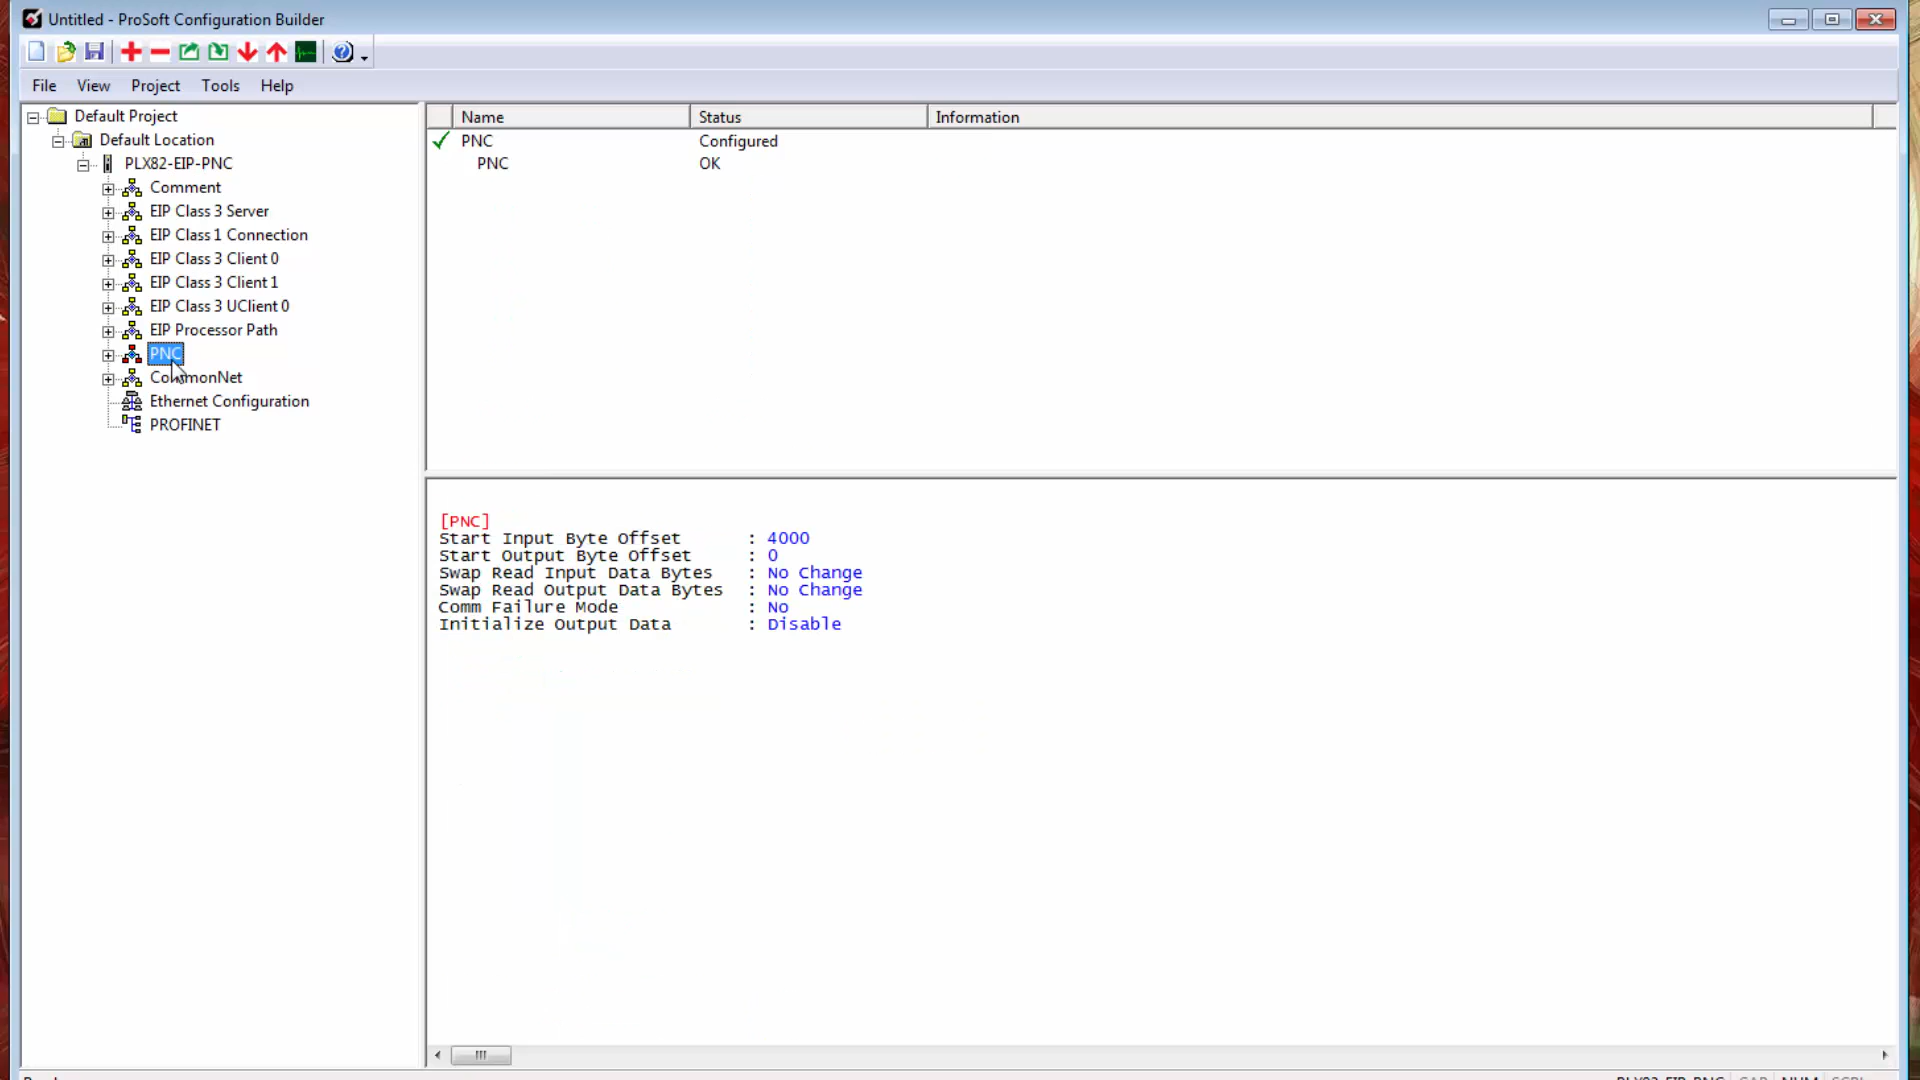 Untitled - ProSoft Configuration Builder
File View Project Tools Help
Default Project
Default Location
PLX82-EIP-PNC
Comment
EIP Class 3 Server
EIP Class 1 Connection
EIP Class 3 Client 0
EIP Class 3 Client 1
EIP Class 3 UClient 0
EIP Processor Path
PNC
CommonNet
Ethernet Configuration
PROFINET
Name Status Information
PNC Configured
PNC OK
[PNC]
Start Input Byte Offset : 4000
Start Output Byte Offset : 0
Swap Read Input Data Bytes : No Change
Swap Read Output Data Bytes : No Change
Comm Failure Mode : No
Initialize Output Data : Disable